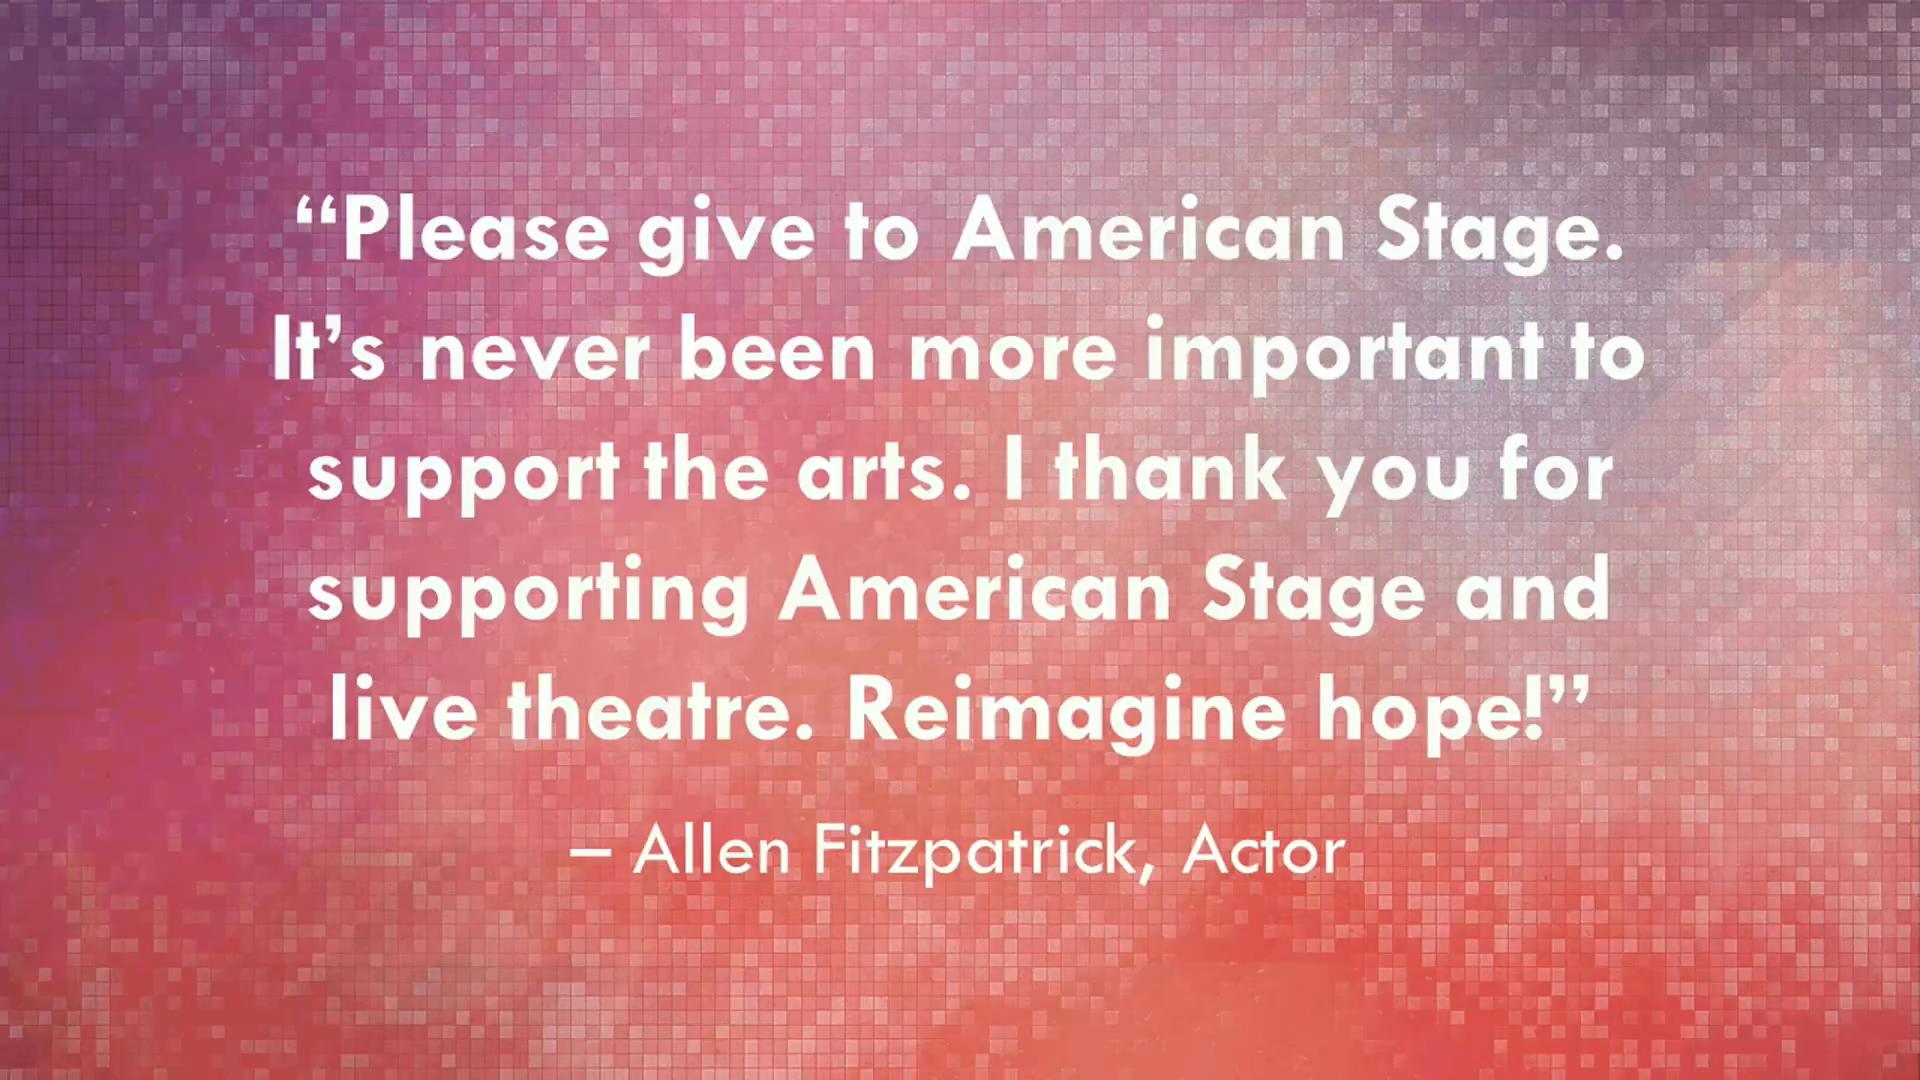 “Please give to American Stage.
It’s never been more important to
support the arts. I thank you for
supporting American Stage and
live theatre. Reimagine hope!”
– Allen Fitzpatrick, Actor